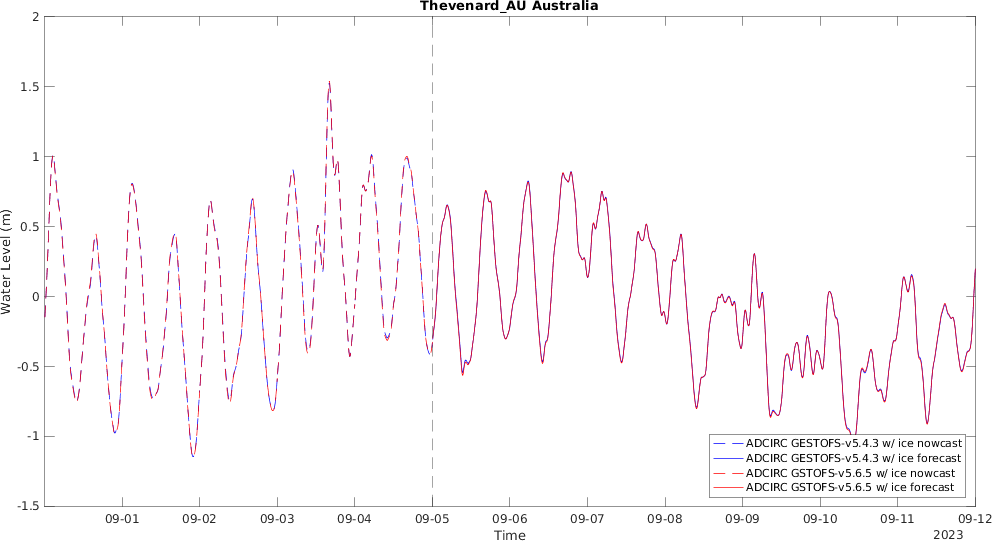 Thevenard_AU Australia
Water Level (m)
2
1.5
1
0.5
0
-0.5
-1
-1.5
ADCIRC GESTOFS-v5.4.3 w/ ice nowcast
ADCIRC GESTOFS-v5.4.3 w/ ice forecast
ADCIRC GSTOFS-v5.6.5 w/ ice nowcast
ADCIRC GSTOFS-v5.6.5 w/ ice forecast
09-01 09-02 09-03 09-04 09-05 09-06 09-07 09-08 09-09 09-10 09-11 09-12
Time
2023